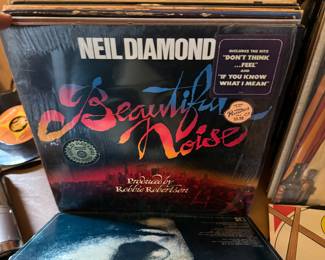 NEIL DIAMOND
INCLUDES THE HITS
"DON'T THINK
...FEEL"
AND
"IF YOU KNOW
WHAT I MEAN"
Beautiful
Noise
Produced by
Robbie Robertson